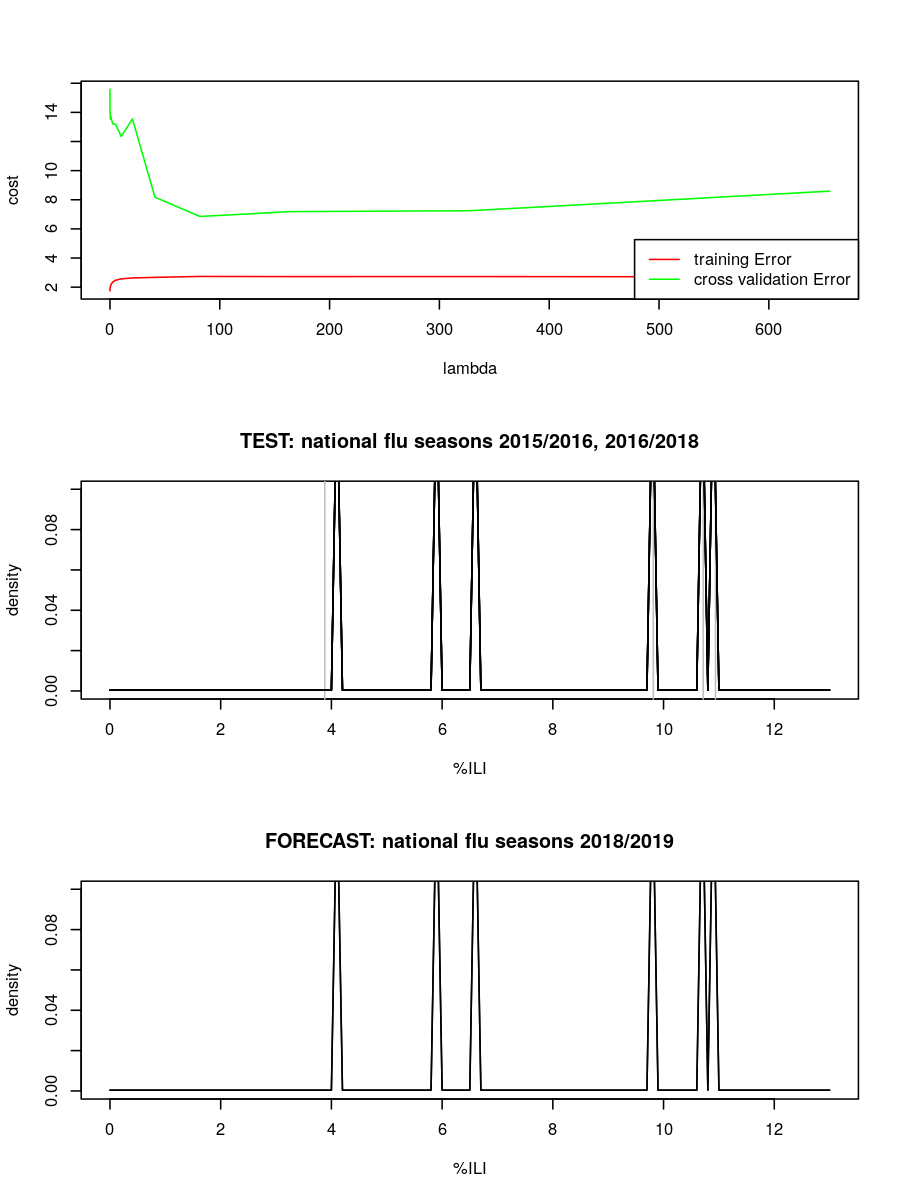 cost
14
10
8
6
4
2
training Error
cross validation Error
0 100 200 300 400 500 600
lambda
TEST: national flu seasons 2015/2016, 2016/2018
density
0.08
0.04
0.00
0 2 4 6 8 10 12
%ILI
FORECAST: national flu seasons 2018/2019
density
0.08
0.04
0.00
0 2 4 6 8 10 12
%ILI